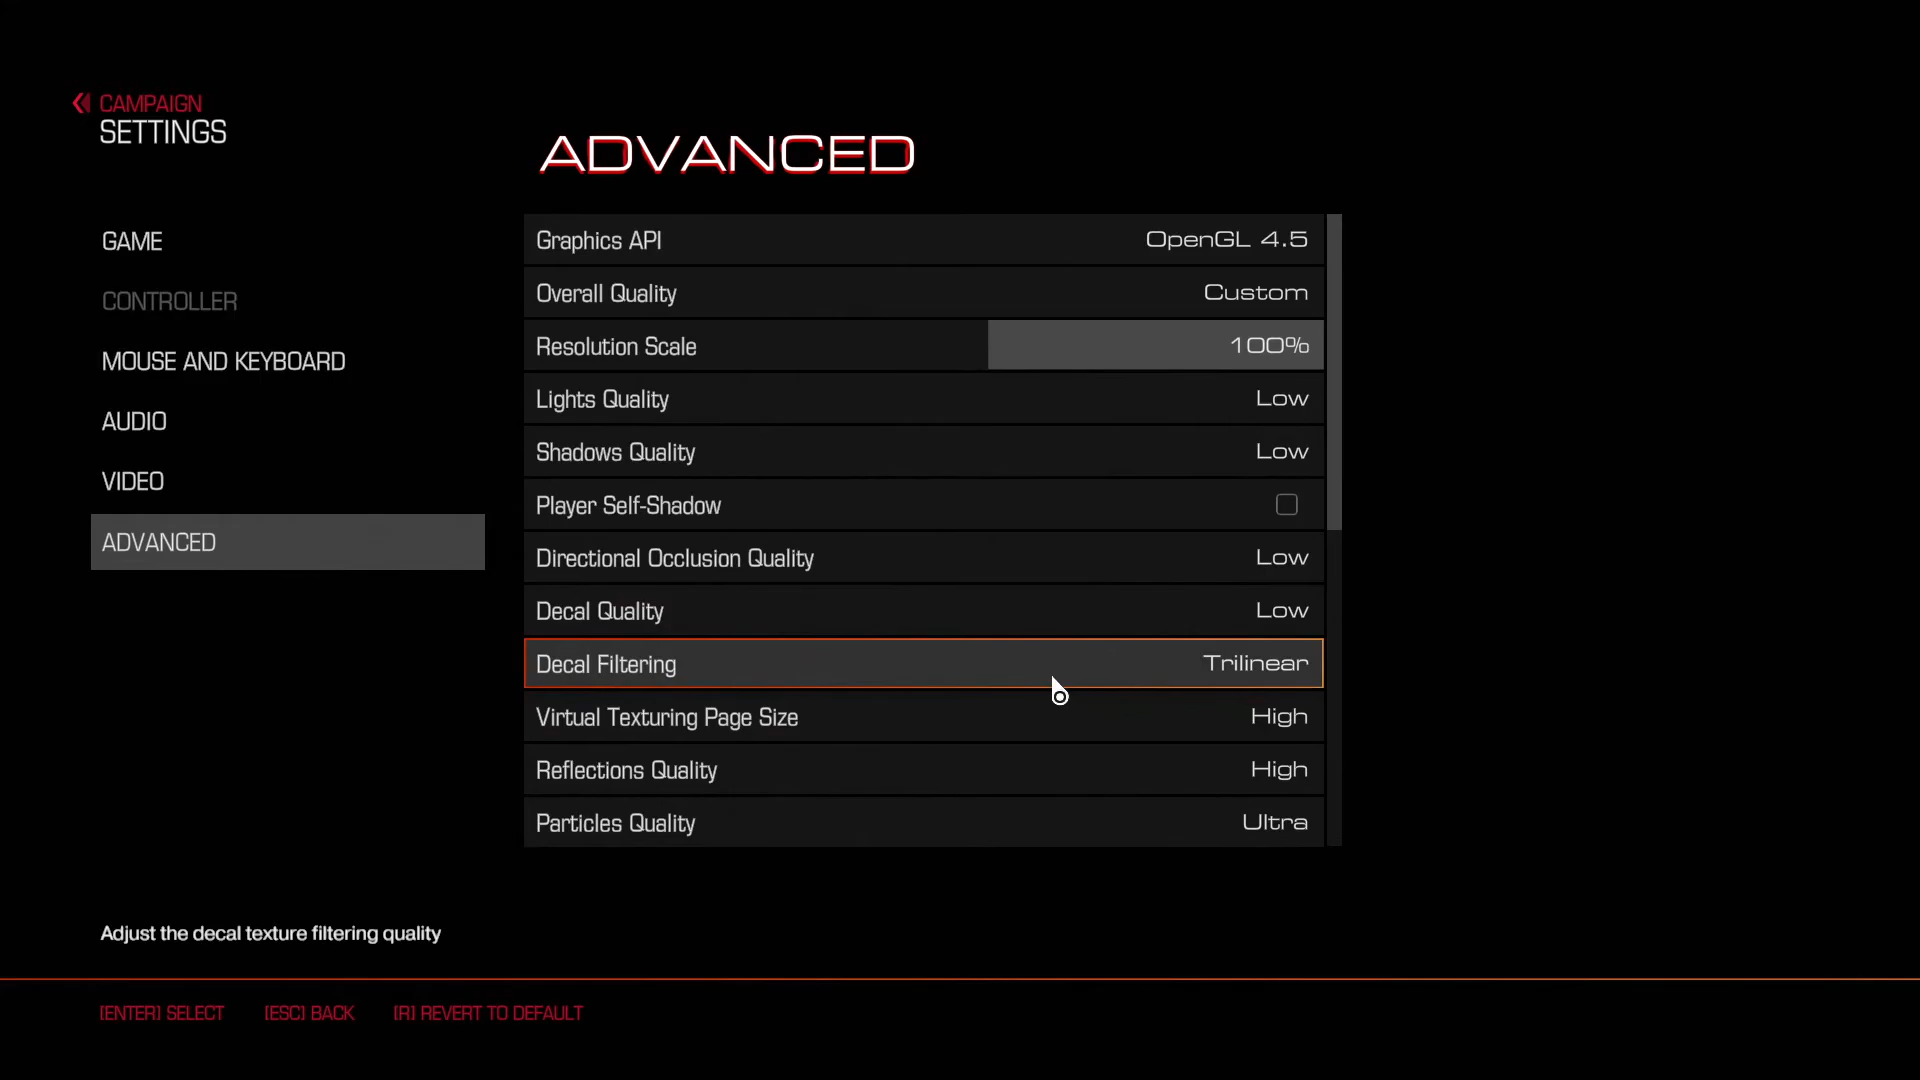 CAMPAIGN
SETTINGS
ADVANCED
GAME
CONTROLLER
MOUSE AND KEYBOARD
AUDIO
VIDEO
ADVANCED
Graphics API OpenGL 4.5
Overall Quality Custom
Resolution Scale 100%
Lights Quality Low
Shadows Quality Low
Player Self-Shadow
Directional Occlusion Quality Low
Decal Quality Low
Decal Filtering Trilinear
Virtual Texturing Page Size High
Reflections Quality High
Particles Quality Ultra
Adjust the decal texture filtering quality
[ENTER] SELECT [ESC] BACK [R] REVERT TO DEFAULT